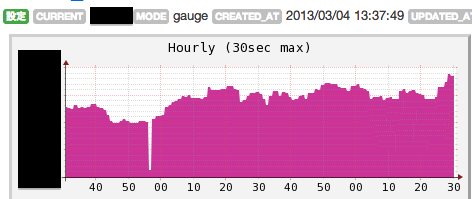 設定 CURRENT MODE gauge CREATED_AT 2013/03/04 13:37:49 UPDATED_AT
Hourly (30sec max)
40 50 00 10 20 30 40 50 00 10 20 30